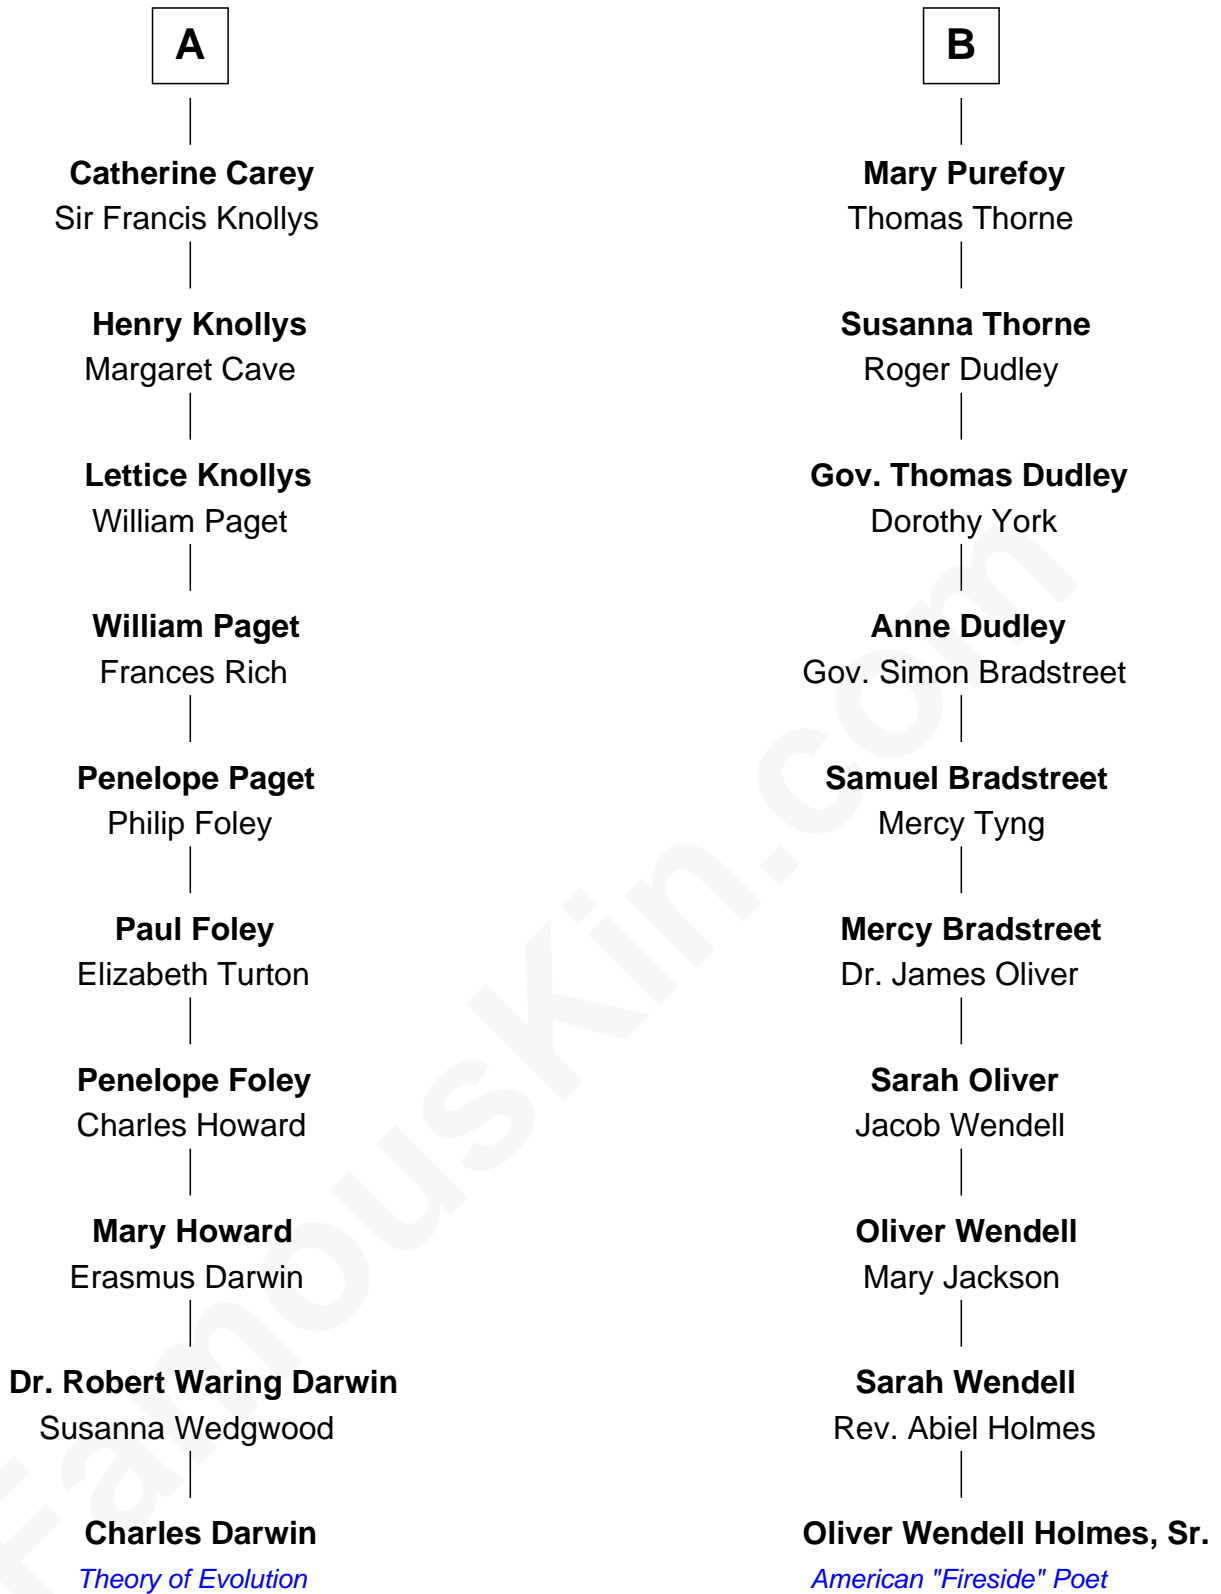 A
Catherine Carey
Sir Francis Knollys
Henry Knollys
Margaret Cave
Lettice Knollys
William Paget
William Paget
Frances Rich
Penelope Paget
Philip Foley
Paul Foley
Elizabeth Turton
Penelope Foley
Charles Howard
Mary Howard
Erasmus Darwin
Dr. Robert Waring Darwin
Susanna Wedgwood
Charles Darwin
Theory of Evolution
B
Mary Purefoy
Thomas Thorne
Susanna Thorne
Roger Dudley
Gov. Thomas Dudley
Dorothy York
Anne Dudley
Gov. Simon Bradstreet
Samuel Bradstreet
Mercy Tyng
Mercy Bradstreet
Dr. James Oliver
Sarah Oliver
Jacob Wendell
Oliver Wendell
Mary Jackson
Sarah Wendell
Rev. Abiel Holmes
Oliver Wendell Holmes, Sr.
American "Fireside" Poet
FamousKin.com